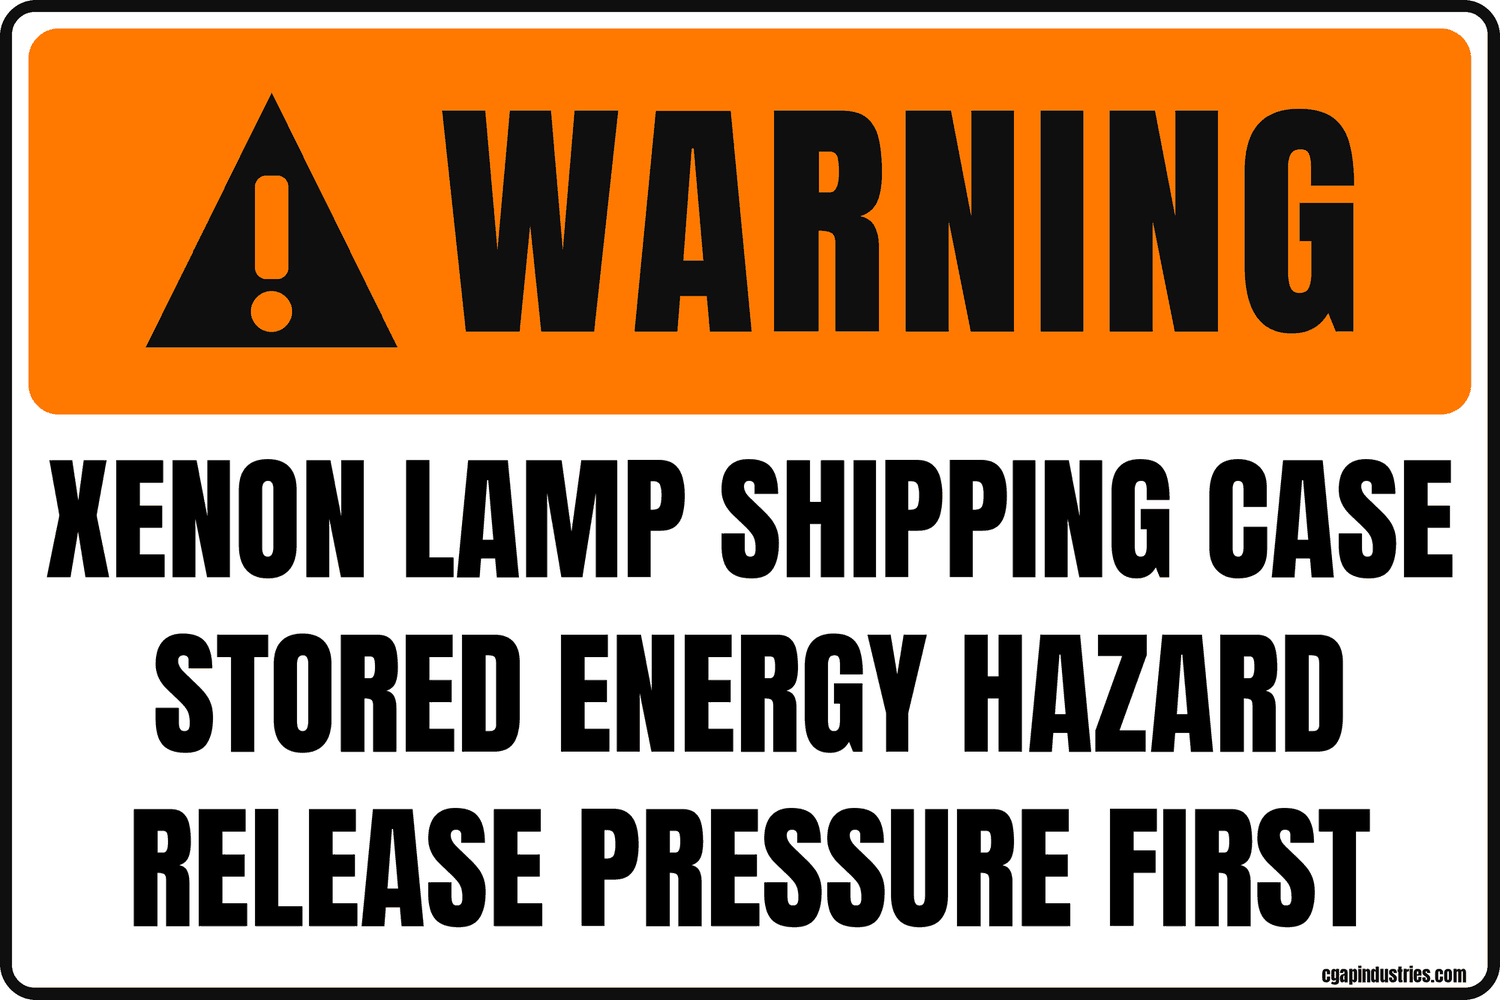 WARNING
XENON LAMP SHIPPING CASE
STORED ENERGY HAZARD
RELEASE PRESSURE FIRST
cgapindustries.com